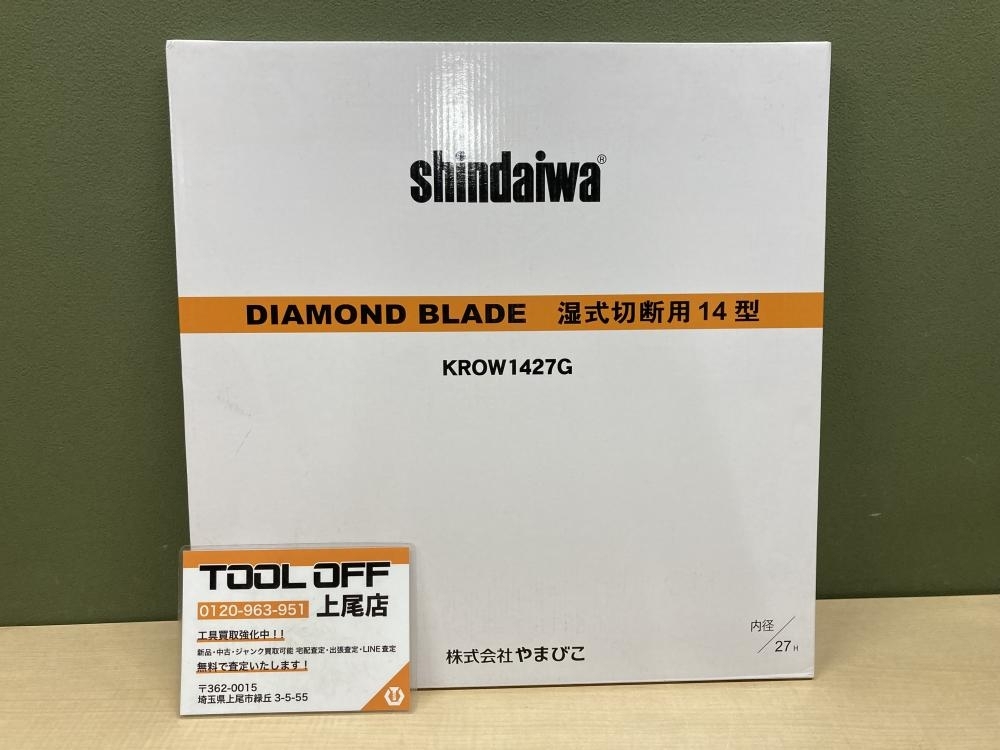 shindaiwa®
DIAMOND BLADE 湿式切断用14型
KROW1427G
内径/27H
株式会社やまびこ
TOOL OFF
0120-963-951 上尾店
工具買取強化中!!
新品・中古・ジャンク買取可能 宅配査定・出張査定・LINE査定
無料で査定いたします!
〒362-0015
埼玉県上尾市緑丘 3-5-55